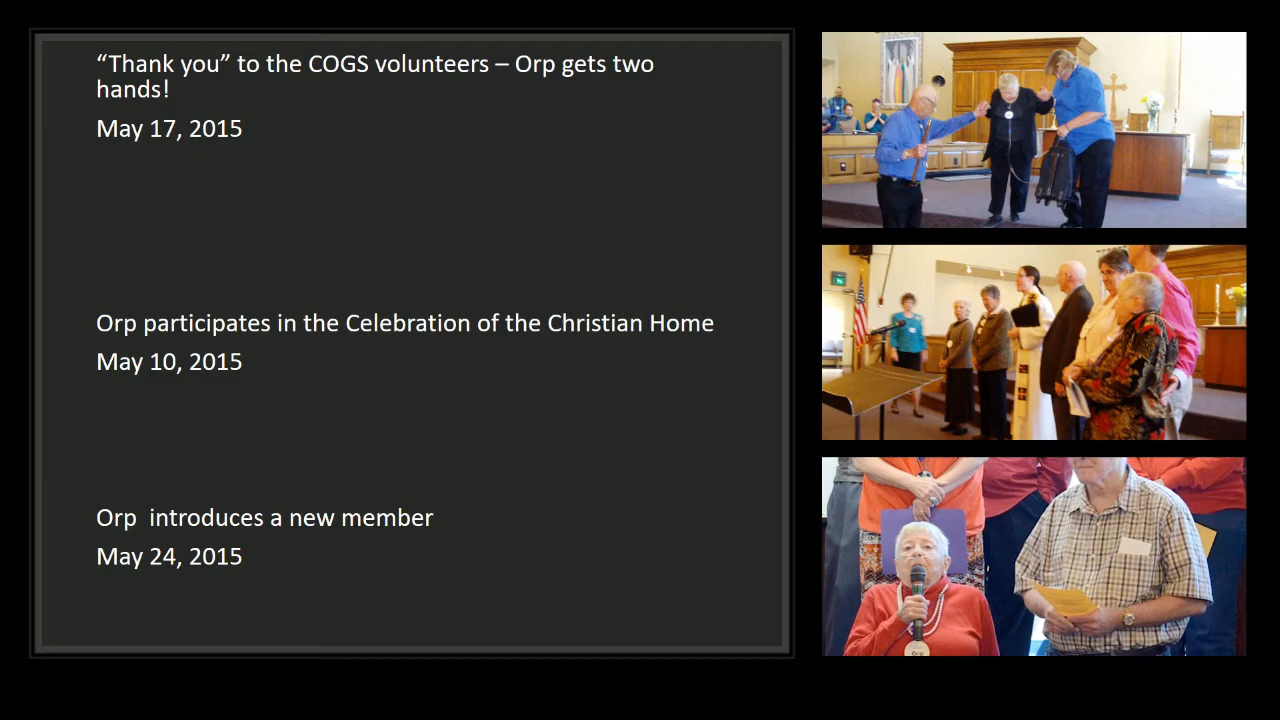 “Thank you” to the COGS volunteers – Orp gets two
hands!
May 17, 2015
Orp participates in the Celebration of the Christian Home
May 10, 2015
Orp  introduces a new member
May 24, 2015
Orp